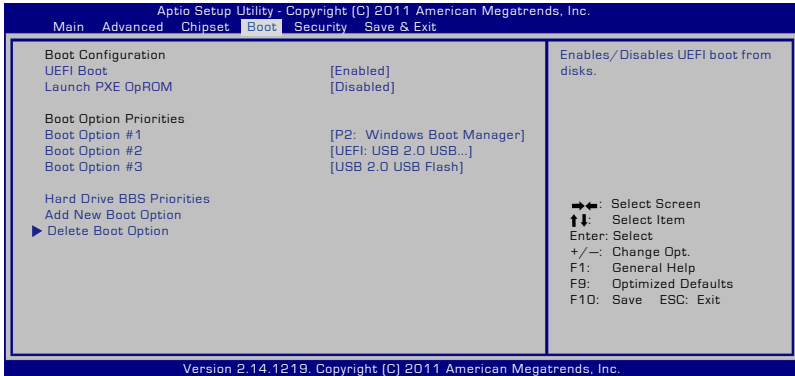 Aptio Setup Utility - Copyright (C) 2011 American Megatrends, Inc.
Main Advanced Chipset Boot Security Save & Exit
Boot Configuration
UEFI Boot [Enabled]
Launch PXE OpROM [Disabled]
Boot Option Priorities
Boot Option #1 [P2: Windows Boot Manager]
Boot Option #2 [UEFI: USB 2.0 USB...]
Boot Option #3 [USB 2.0 USB Flash]
Hard Drive BBS Priorities
Add New Boot Option
Delete Boot Option
Enables/Disables UEFI boot from
disks.
→←: Select Screen
↑↓: Select Item
Enter: Select
+/—: Change Opt.
F1: General Help
F9: Optimized Defaults
F10: Save ESC: Exit
Version 2.14.1219. Copyright (C) 2011 American Megatrends, Inc.